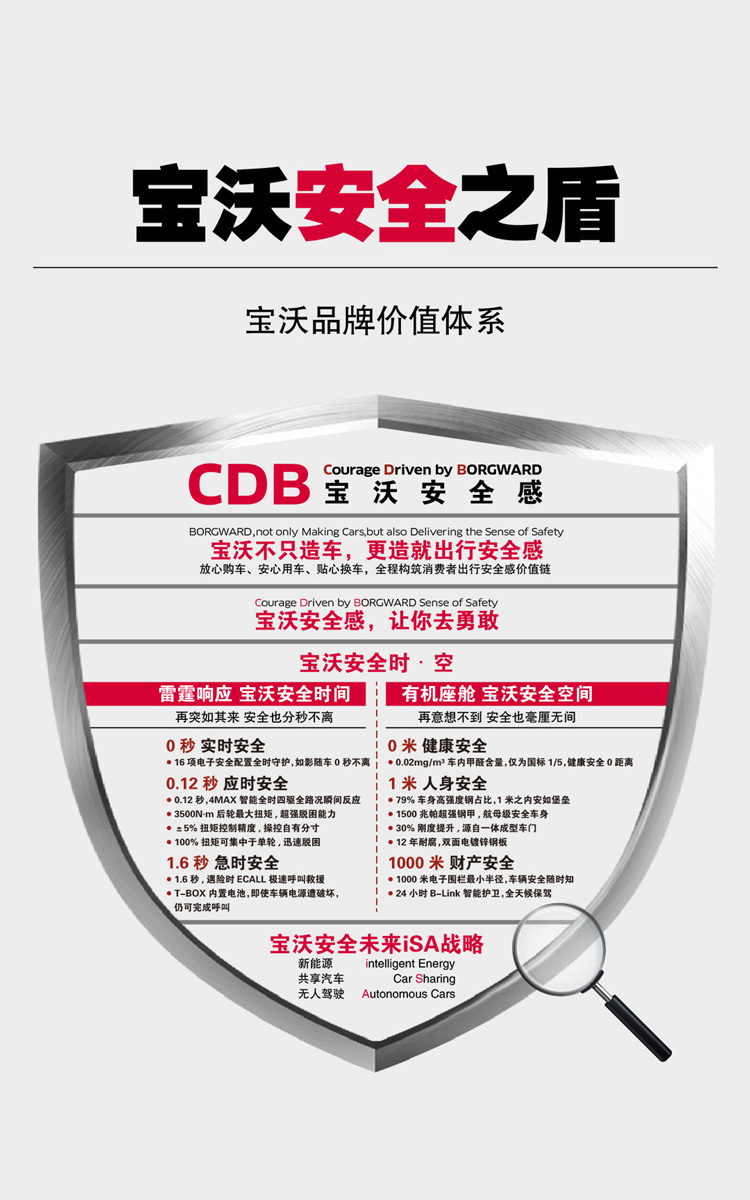 宝沃安全之盾
宝沃品牌价值体系
CDB
Courage Driven by BORGWARD
宝沃安全感
BORGWARD,not only Making Cars,but also Delivering the Sense of Safety
宝沃不只造车，更造就出行安全感
放心购车、安心用车、贴心换车，全程构筑消费者出行安全感价值链
Courage Driven by BORGWARD Sense of Safety
宝沃安全感，让你去勇敢
宝沃安全时·空
雷霆响应 宝沃安全时间
再突如其来 安全也分秒不离
0 秒 实时安全
• 16 项电子安全配置全时守护,如影随车 0 秒不离
0.12 秒 应时安全
• 0.12 秒,4MAX 智能全时四驱全路况瞬间反应
• 3500N·m 后轮最大扭矩，超强脱困能力
• ±5% 扭矩控制精度，操控自有分寸
• 100% 扭矩可集中于单轮，迅速脱困
1.6 秒 急时安全
• 1.6 秒，遇险时 ECALL 极速呼叫救援
• T-BOX 内置电池,即使车辆电源遭破坏,
仍可完成呼叫
有机座舱 宝沃安全空间
再意想不到 安全也毫厘无间
0 米 健康安全
• 0.02mg/m³ 车内甲醛含量,仅为国标 1/5,健康安全 0 距离
1 米 人身安全
• 79% 车身高强度钢占比,1 米之内安如堡垒
• 1500 兆帕超强钢甲，航母级安全车身
• 30% 刚度提升，源自一体成型车门
• 12 年耐腐,双面电镀锌钢板
1000 米 财产安全
• 1000 米电子围栏最小半径,车辆安全随时知
• 24 小时 B-Link 智能护卫,全天候保驾
宝沃安全未来iSA战略
新能源 intelligent Energy
共享汽车 Car Sharing
无人驾驶 Autonomous Cars